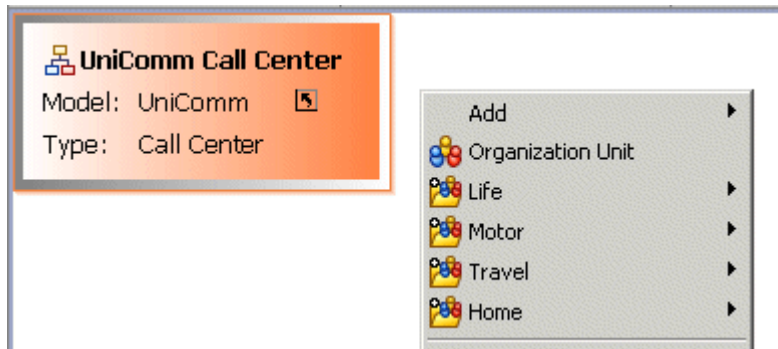 UniComm Call Center
Model: UniComm
Type: Call Center
Add
Organization Unit
Life
Motor
Travel
Home